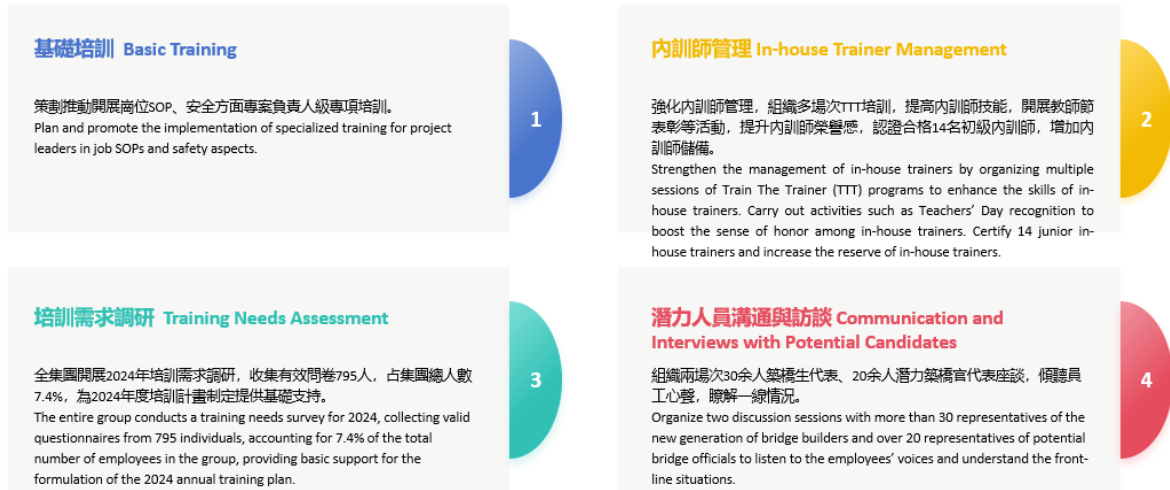 基礎培訓 Basic Training
策劃推動開展崗位SOP、安全方面專案負責人級專項培訓。
Plan and promote the implementation of specialized training for project
leaders in job SOPs and safety aspects.
1
內訓師管理 In-house Trainer Management
強化內訓師管理，組織多場次TTT培訓，提高內訓師技能，開展教師節
表彰等活動，提升內訓師榮譽感，認證合格14名初級內訓師，增加內
訓師儲備。
Strengthen the management of in-house trainers by organizing multiple
sessions of Train The Trainer (TTT) programs to enhance the skills of in-
house trainers. Carry out activities such as Teachers’ Day recognition to
boost the sense of honor among in-house trainers. Certify 14 junior in-
house trainers and increase the reserve of in-house trainers.
2
培訓需求調研 Training Needs Assessment
全集團開展2024年培訓需求調研，收集有效問卷795人，占集團總人數
7.4%，為2024年度培訓計畫制定提供基礎支持。
The entire group conducts a training needs survey for 2024, collecting valid
questionnaires from 795 individuals, accounting for 7.4% of the total
number of employees in the group, providing basic support for the
formulation of the 2024 annual training plan.
3
潛力人員溝通與訪談 Communication and
Interviews with Potential Candidates
組織兩場次30余人築橋生代表、20余人潛力築橋官代表座談，傾聽員
工心聲，瞭解一線情況。
Organize two discussion sessions with more than 30 representatives of the
new generation of bridge builders and over 20 representatives of potential
bridge officials to listen to the employees’ voices and understand the front-
line situations.
4